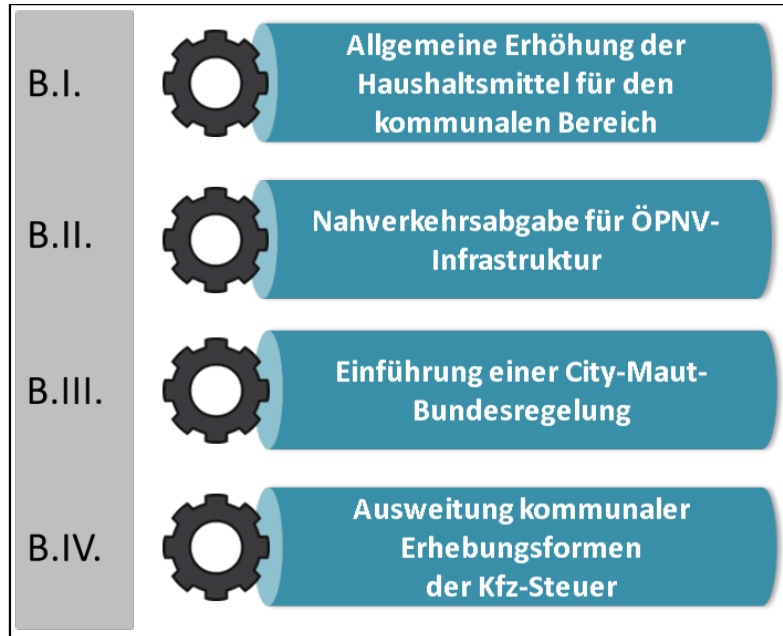 B.I.
Allgemeine Erhöhung der
Haushaltsmittel für den
kommunalen Bereich
B.II.
Nahverkehrsabgabe für ÖPNV-
Infrastruktur
B.III.
Einführung einer City-Maut-
Bundesregelung
B.IV.
Ausweitung kommunaler
Erhebungsformen
der Kfz-Steuer